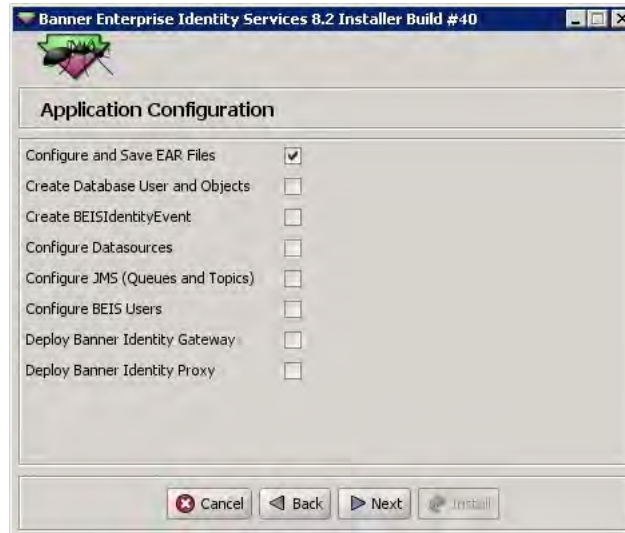 Banner Enterprise Identity Services 8.2 Installer Build #40
Application Configuration
Configure and Save EAR Files
Create Database User and Objects
Create BEISIdentityEvent
Configure Datasources
Configure JMS (Queues and Topics)
Configure BEIS Users
Deploy Banner Identity Gateway
Deploy Banner Identity Proxy
Cancel Back Next Install